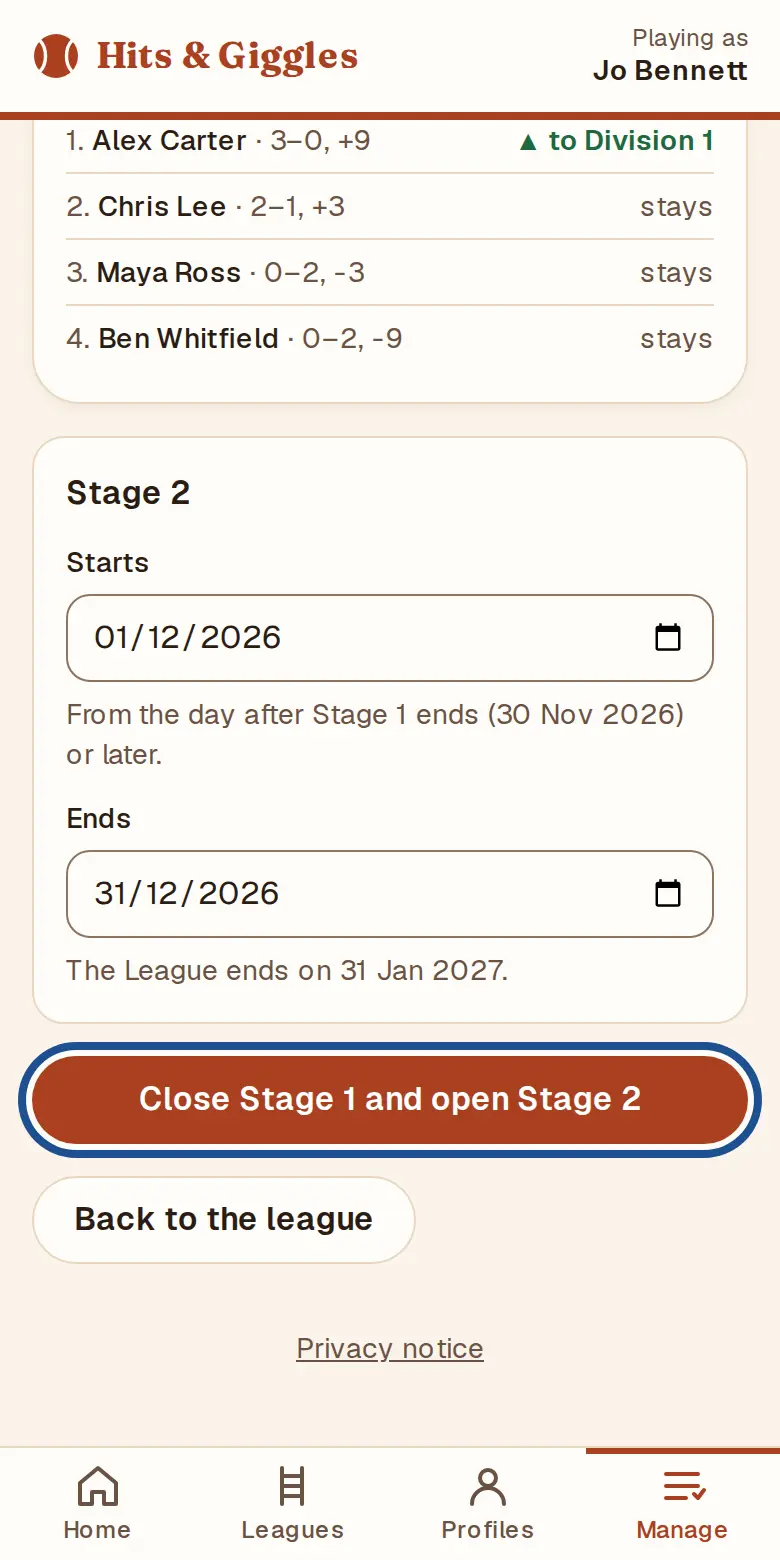 Hits & Giggles
Playing as
Jo Bennett
1. Alex Carter · 3–0, +9 ▲ to Division 1
2. Chris Lee · 2–1, +3 stays
3. Maya Ross · 0–2, -3 stays
4. Ben Whitfield · 0–2, -9 stays
Stage 2
Starts
01/12/2026
From the day after Stage 1 ends (30 Nov 2026)
or later.
Ends
31/12/2026
The League ends on 31 Jan 2027.
Close Stage 1 and open Stage 2
Back to the league
Privacy notice
Home Leagues Profiles Manage